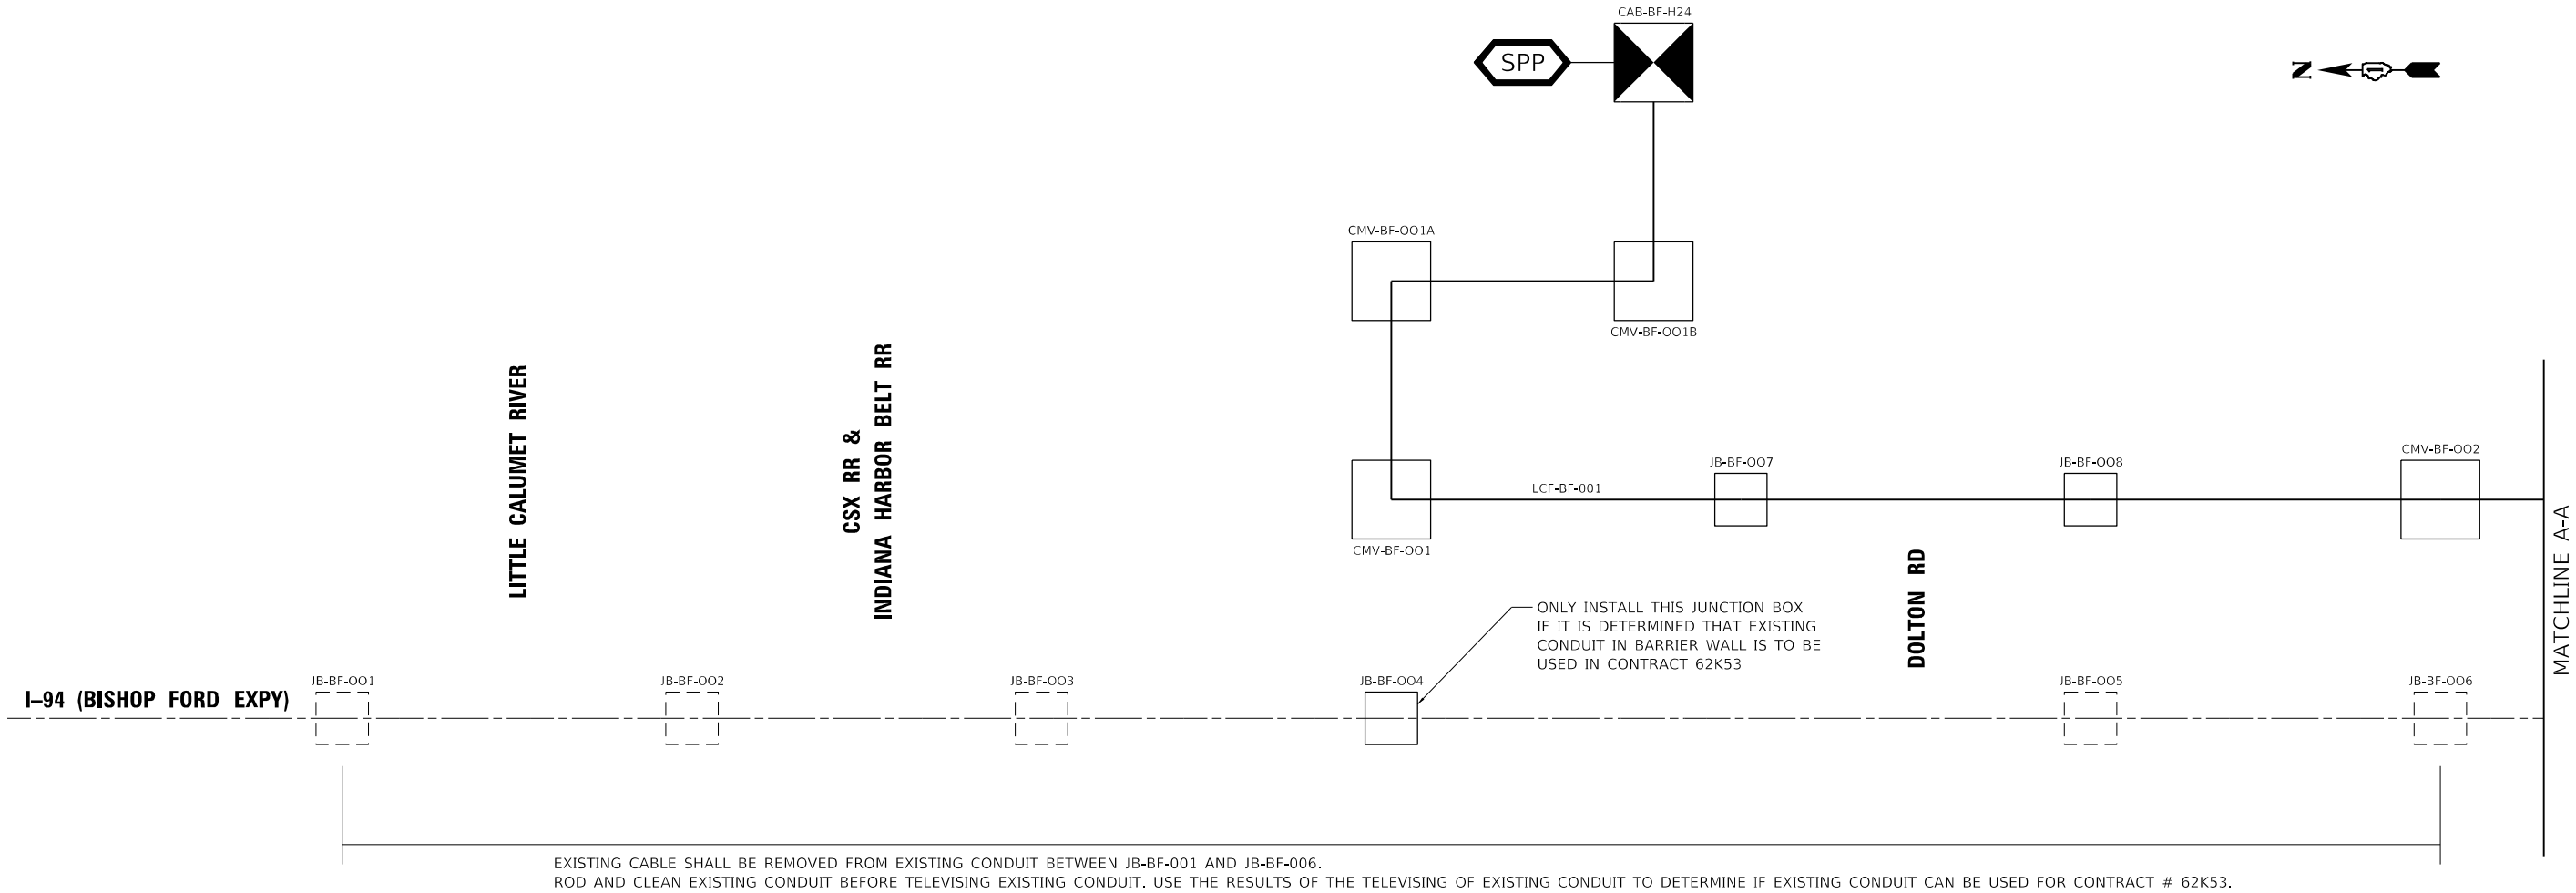 CAB-BF-H24
SPP
N
CMV-BF-OO1A
CMV-BF-OO1B
LITTLE CALUMET RIVER
CSX RR &
INDIANA HARBOR BELT RR
CMV-BF-OO1
LCF-BF-001
JB-BF-OO7
JB-BF-OO8
CMV-BF-OO2
MATCHLINE A-A
DOLTON RD
ONLY INSTALL THIS JUNCTION BOX
IF IT IS DETERMINED THAT EXISTING
CONDUIT IN BARRIER WALL IS TO BE
USED IN CONTRACT 62K53
I-94 (BISHOP FORD EXPY)
JB-BF-OO1
JB-BF-OO2
JB-BF-OO3
JB-BF-OO4
JB-BF-OO5
JB-BF-OO6
EXISTING CABLE SHALL BE REMOVED FROM EXISTING CONDUIT BETWEEN JB-BF-001 AND JB-BF-006.
ROD AND CLEAN EXISTING CONDUIT BEFORE TELEVISING EXISTING CONDUIT. USE THE RESULTS OF THE TELEVISING OF EXISTING CONDUIT TO DETERMINE IF EXISTING CONDUIT CAN BE USED FOR CONTRACT # 62K53.